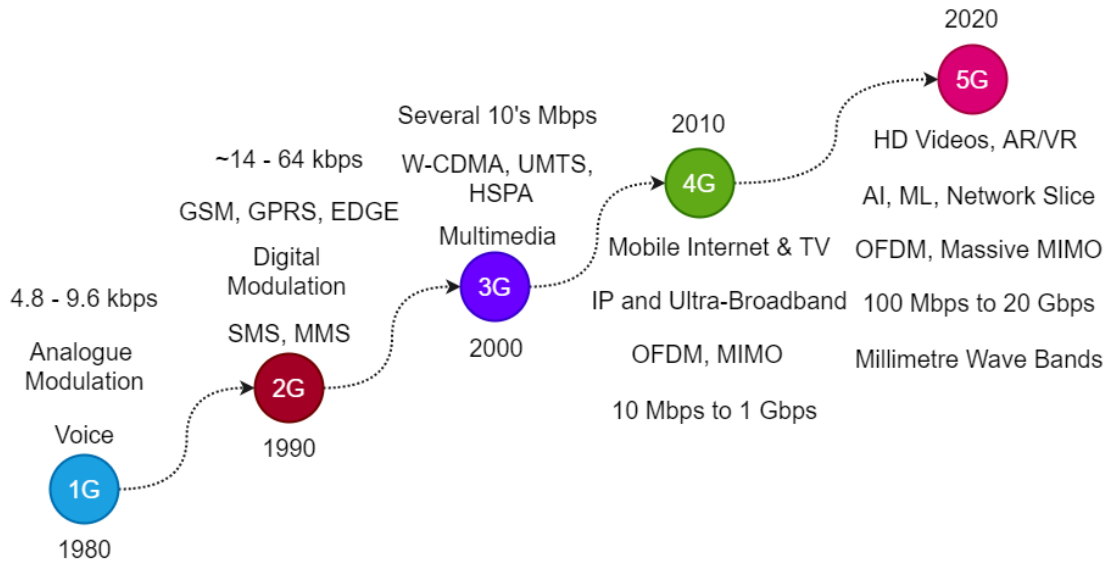 4.8 - 9.6 kbps
Analogue
Modulation
Voice
1G
1980
~14 - 64 kbps
GSM, GPRS, EDGE
Digital
Modulation
SMS, MMS
2G
1990
Several 10's Mbps
W-CDMA, UMTS,
HSPA
Multimedia
3G
2000
2010
4G
Mobile Internet & TV
IP and Ultra-Broadband
OFDM, MIMO
10 Mbps to 1 Gbps
2020
5G
HD Videos, AR/VR
AI, ML, Network Slice
OFDM, Massive MIMO
100 Mbps to 20 Gbps
Millimetre Wave Bands